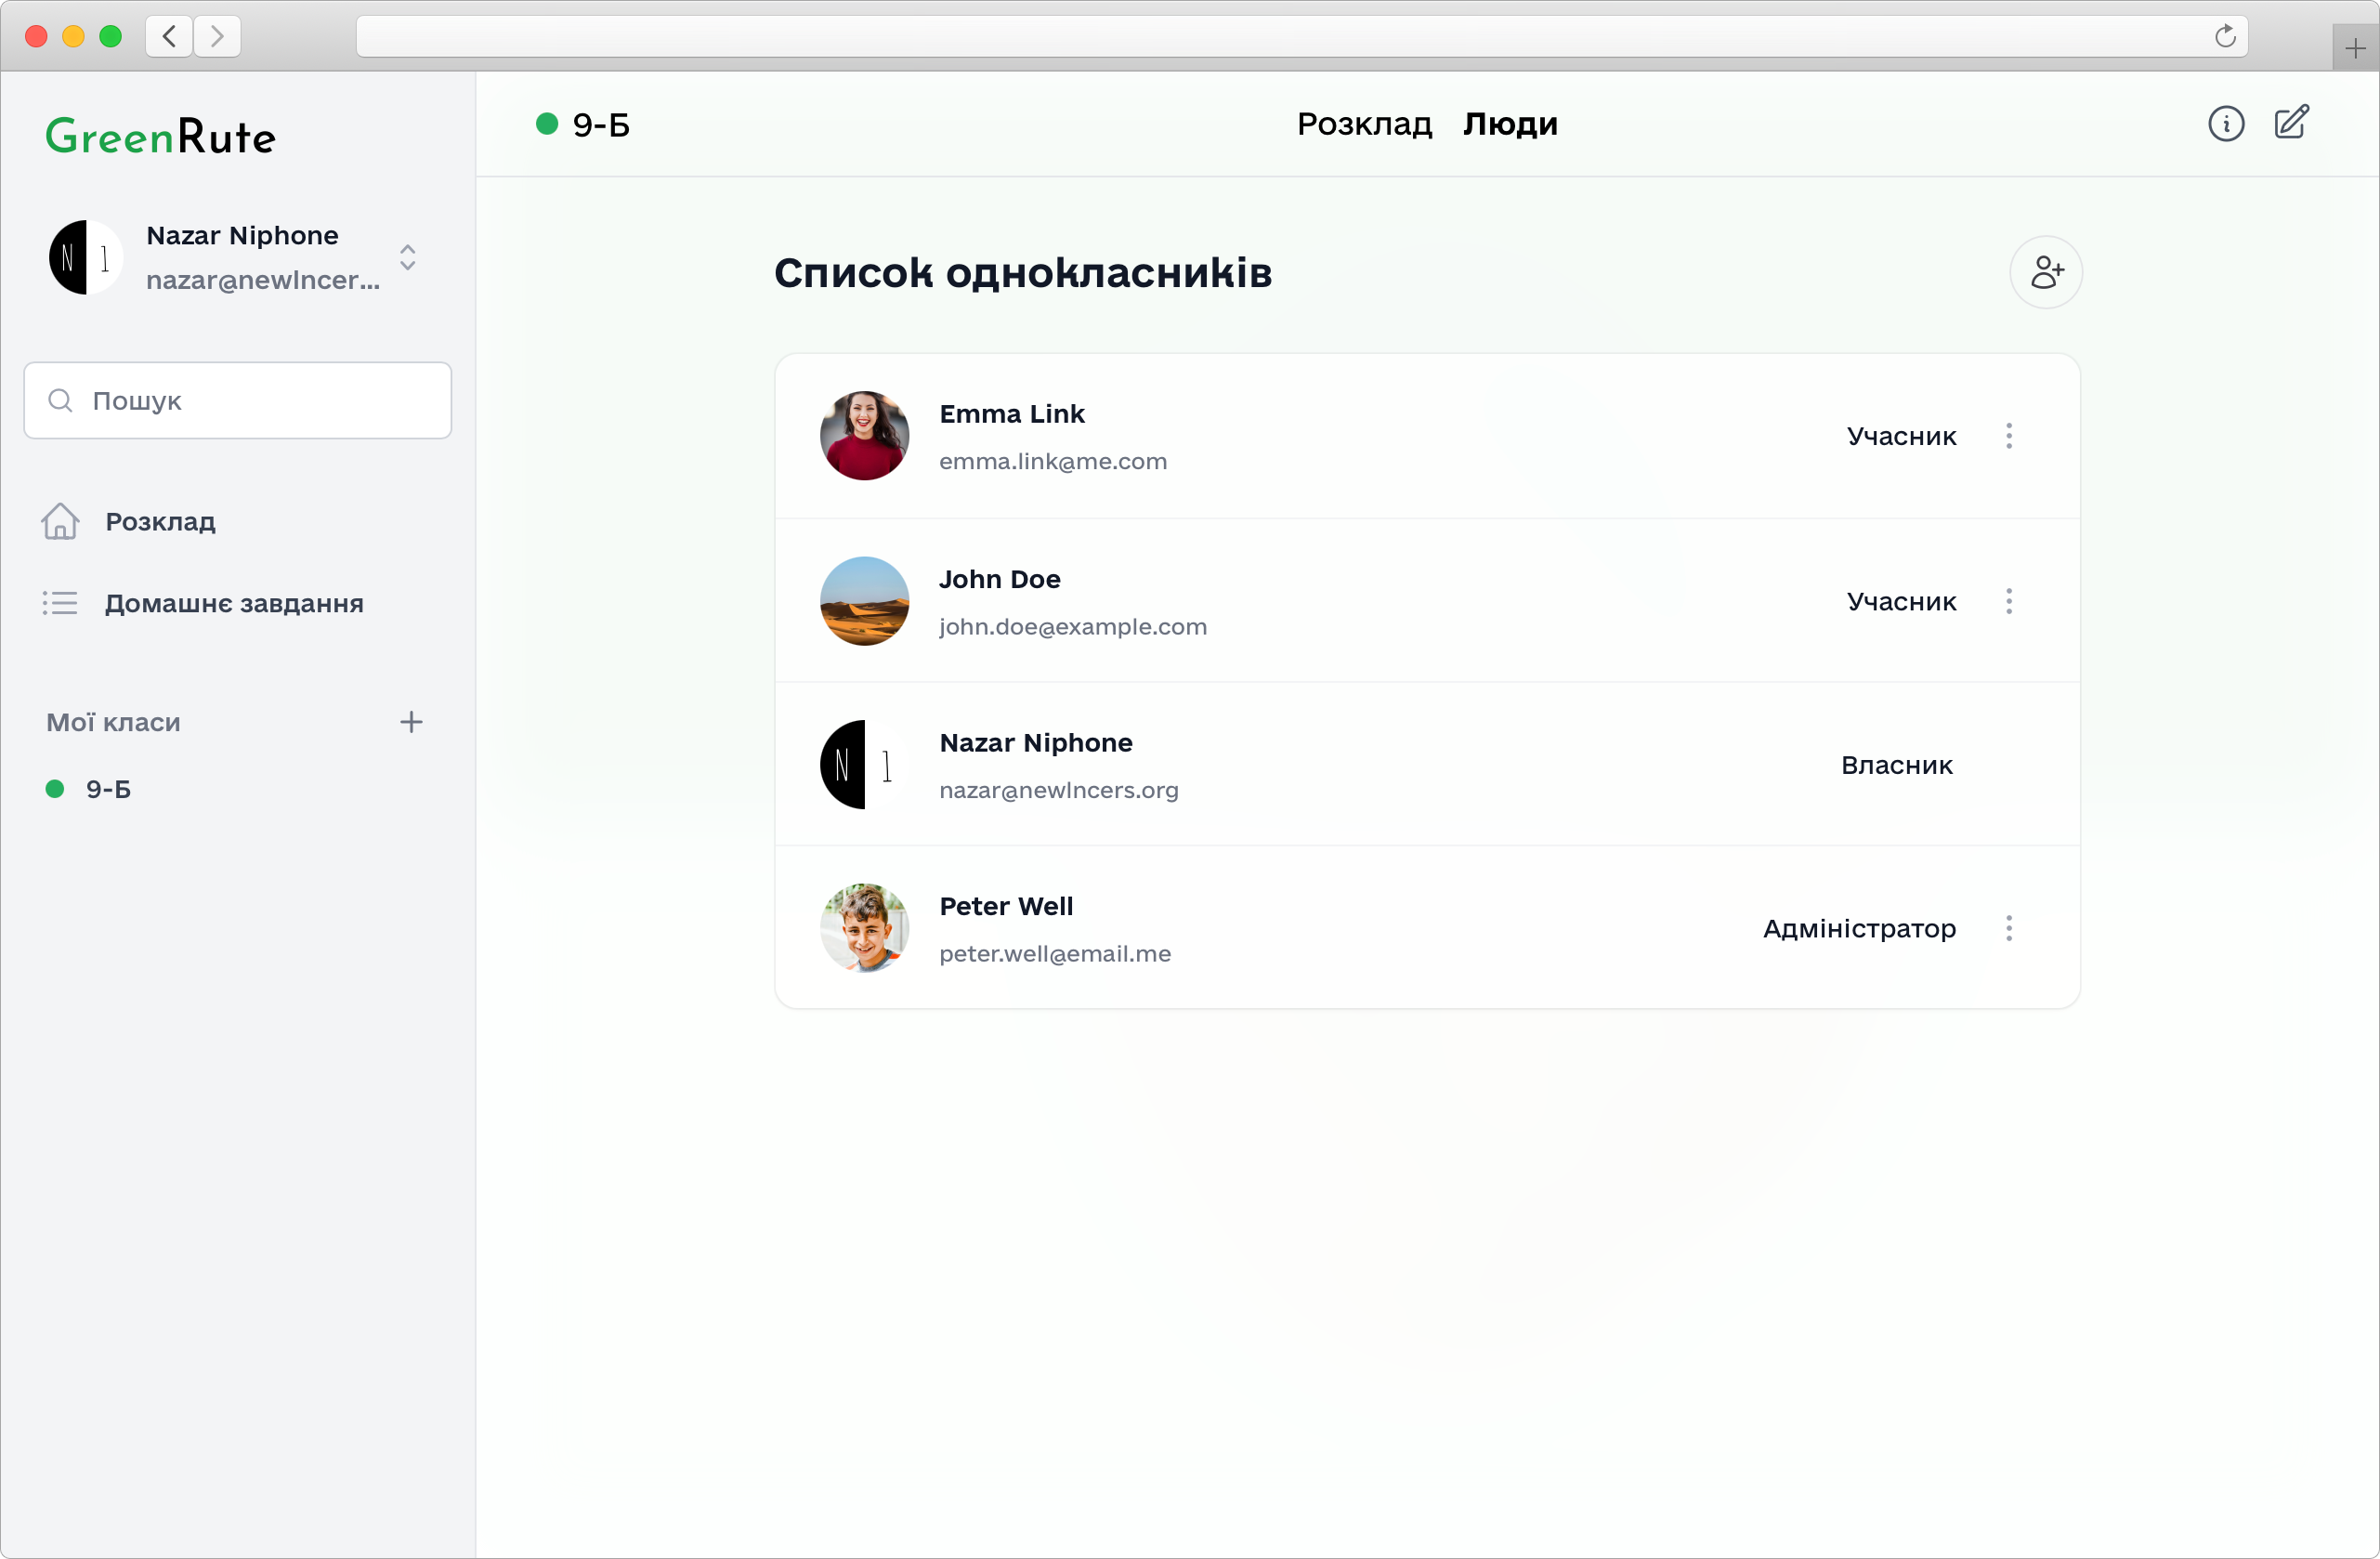 GreenRute
N 1
Nazar Niphone
nazar@newlncer...
Пошук
Розклад
Домашнє завдання
Мої класи
9-Б
9-Б
Розклад Люди
Список однокласників
Emma Link
emma.link@me.com
Учасник
John Doe
john.doe@example.com
Учасник
N 1
Nazar Niphone
nazar@newlncers.org
Власник
Peter Well
peter.well@email.me
Адміністратор